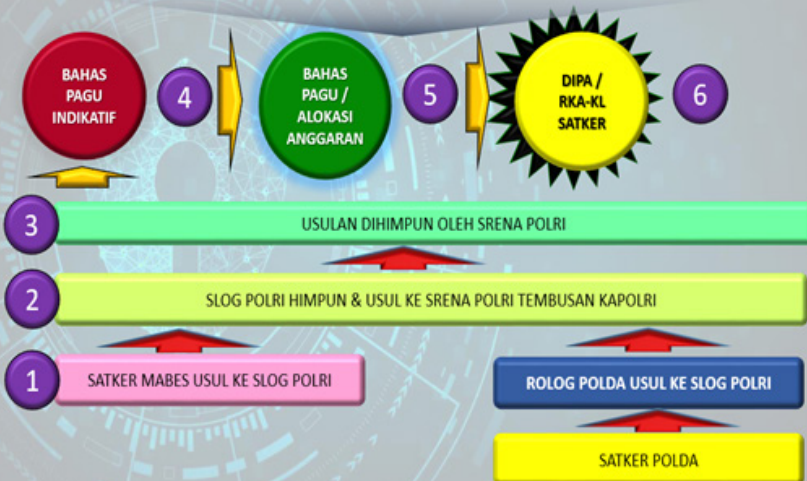 BAHAS
PAGU
INDIKATIF
4
BAHAS
PAGU /
ALOKASI
ANGGARAN
5
DIPA /
RKA-KL
SATKER
6
3
USULAN DIHIMPUN OLEH SRENA POLRI
2
SLOG POLRI HIMPUN & USUL KE SRENA POLRI TEMBUSAN KAPOLRI
1
SATKER MABES USUL KE SLOG POLRI
ROLOG POLDA USUL KE SLOG POLRI
SATKER POLDA